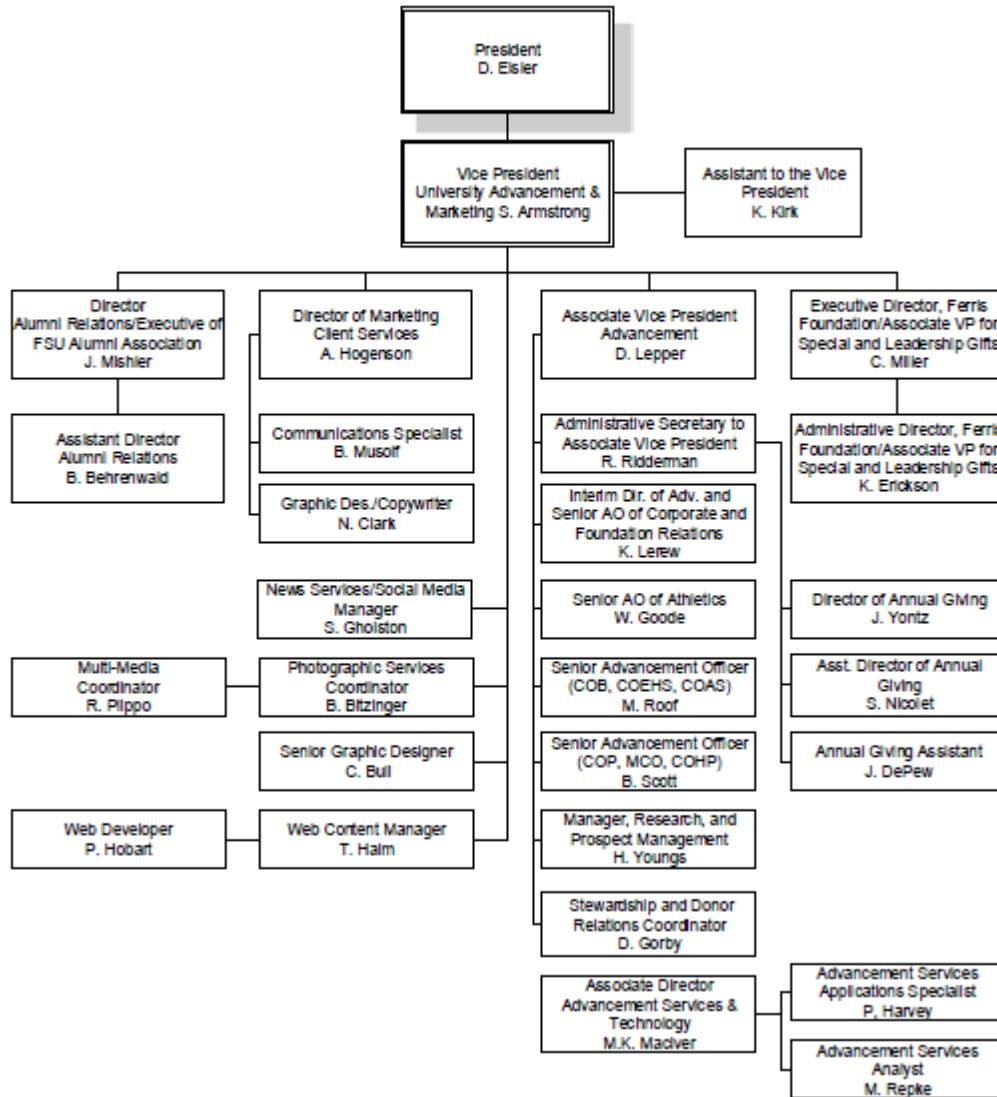 President
D. Eisler
Vice President
University Advancement &
Marketing S. Armstrong
Assistant to the Vice
President
K. Kirk
Director
Alumni Relations/Executive of
FSU Alumni Association
J. Mishler
Director of Marketing
Client Services
A. Hogenson
Associate Vice President
Advancement
D. Lepper
Executive Director, Ferris
Foundation/Associate VP for
Special and Leadership Gifts
C. Miller
Assistant Director
Alumni Relations
B. Behrenwald
Communications Specialist
B. Musolf
Administrative Secretary to
Associate Vice President
R. Ridderman
Administrative Director, Ferris
Foundation/Associate VP for
Special and Leadership Gifts
K. Erickson
Graphic Des./Copywriter
N. Clark
Interim Dir. of Adv. and
Senior AO of Corporate and
Foundation Relations
K. Lerew
News Services/Social Media
Manager
S. Gholston
Senior AO of Athletics
W. Goode
Director of Annual Giving
J. Yontz
Multi-Media
Coordinator
R. Plippo
Photographic Services
Coordinator
B. Bitzinger
Senior Advancement Officer
(COB, COEHS, COAS)
M. Roof
Asst. Director of Annual
Giving
S. Nicolet
Senior Graphic Designer
C. Bull
Senior Advancement Officer
(COP, MCO, COHP)
B. Scott
Annual Giving Assistant
J. DePew
Web Developer
P. Hobart
Web Content Manager
T. Halm
Manager, Research, and
Prospect Management
H. Youngs
Stewardship and Donor
Relations Coordinator
D. Gorby
Associate Director
Advancement Services &
Technology
M.K. MacIver
Advancement Services
Applications Specialist
P, Harvey
Advancement Services
Analyst
M. Repke